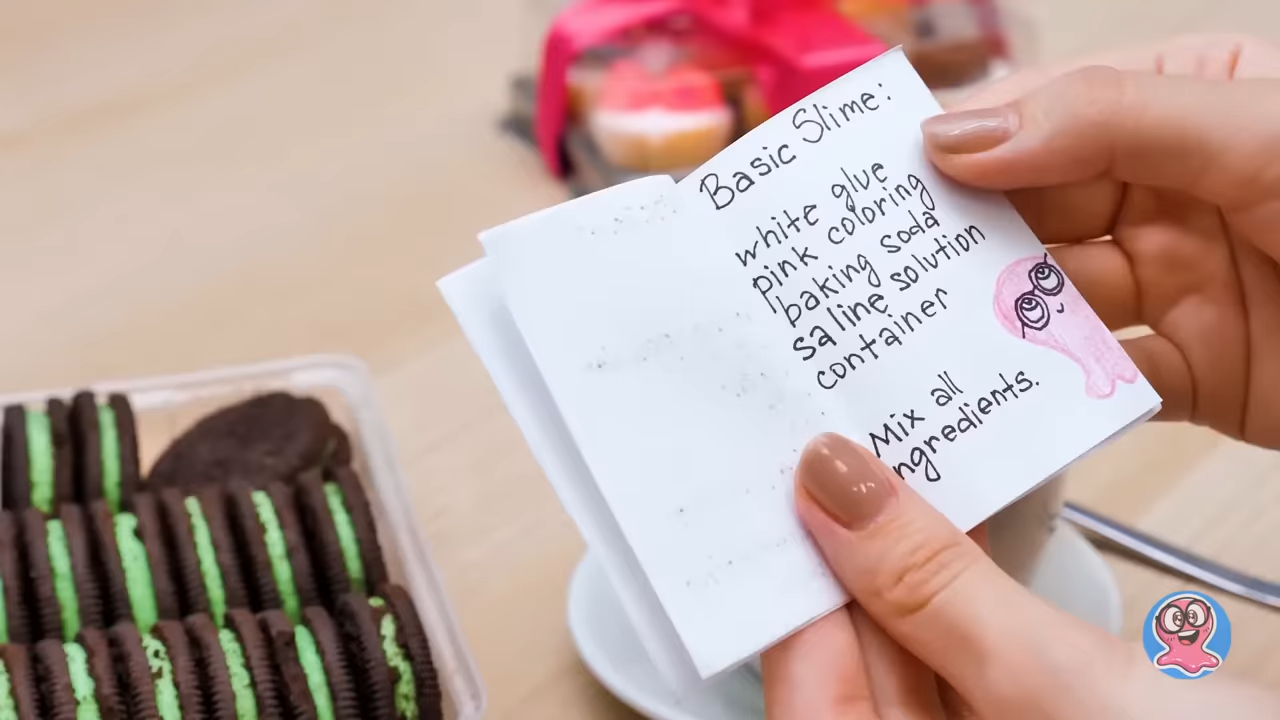 Basic Slime:
white glue
pink coloring
baking soda
saline solution
container
Mix all
ingredients.